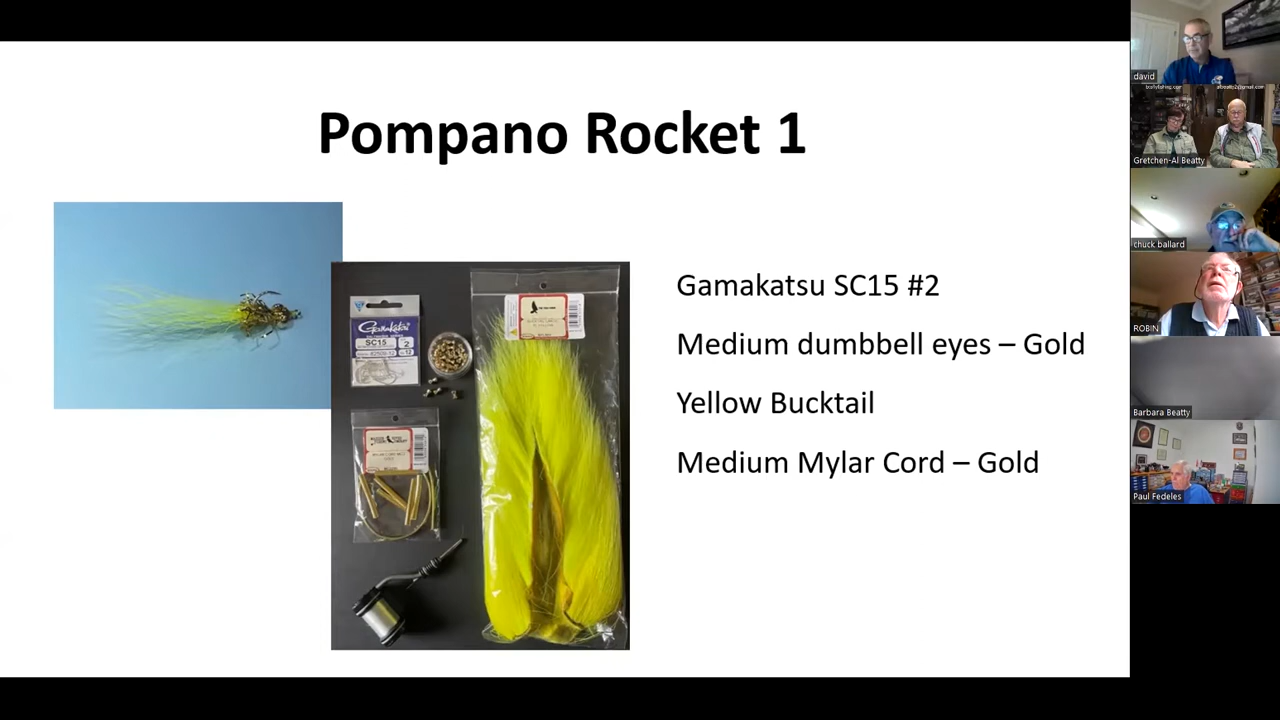 Pompano Rocket 1
Gamakatsu SC15 #2
Medium dumbbell eyes – Gold
Yellow Bucktail
Medium Mylar Cord – Gold
Gamakatsu
SC15
2
12
david
Gretchen-Al Beatty
chuck ballard
ROBIN
Barbara Beatty
Paul Fedeles